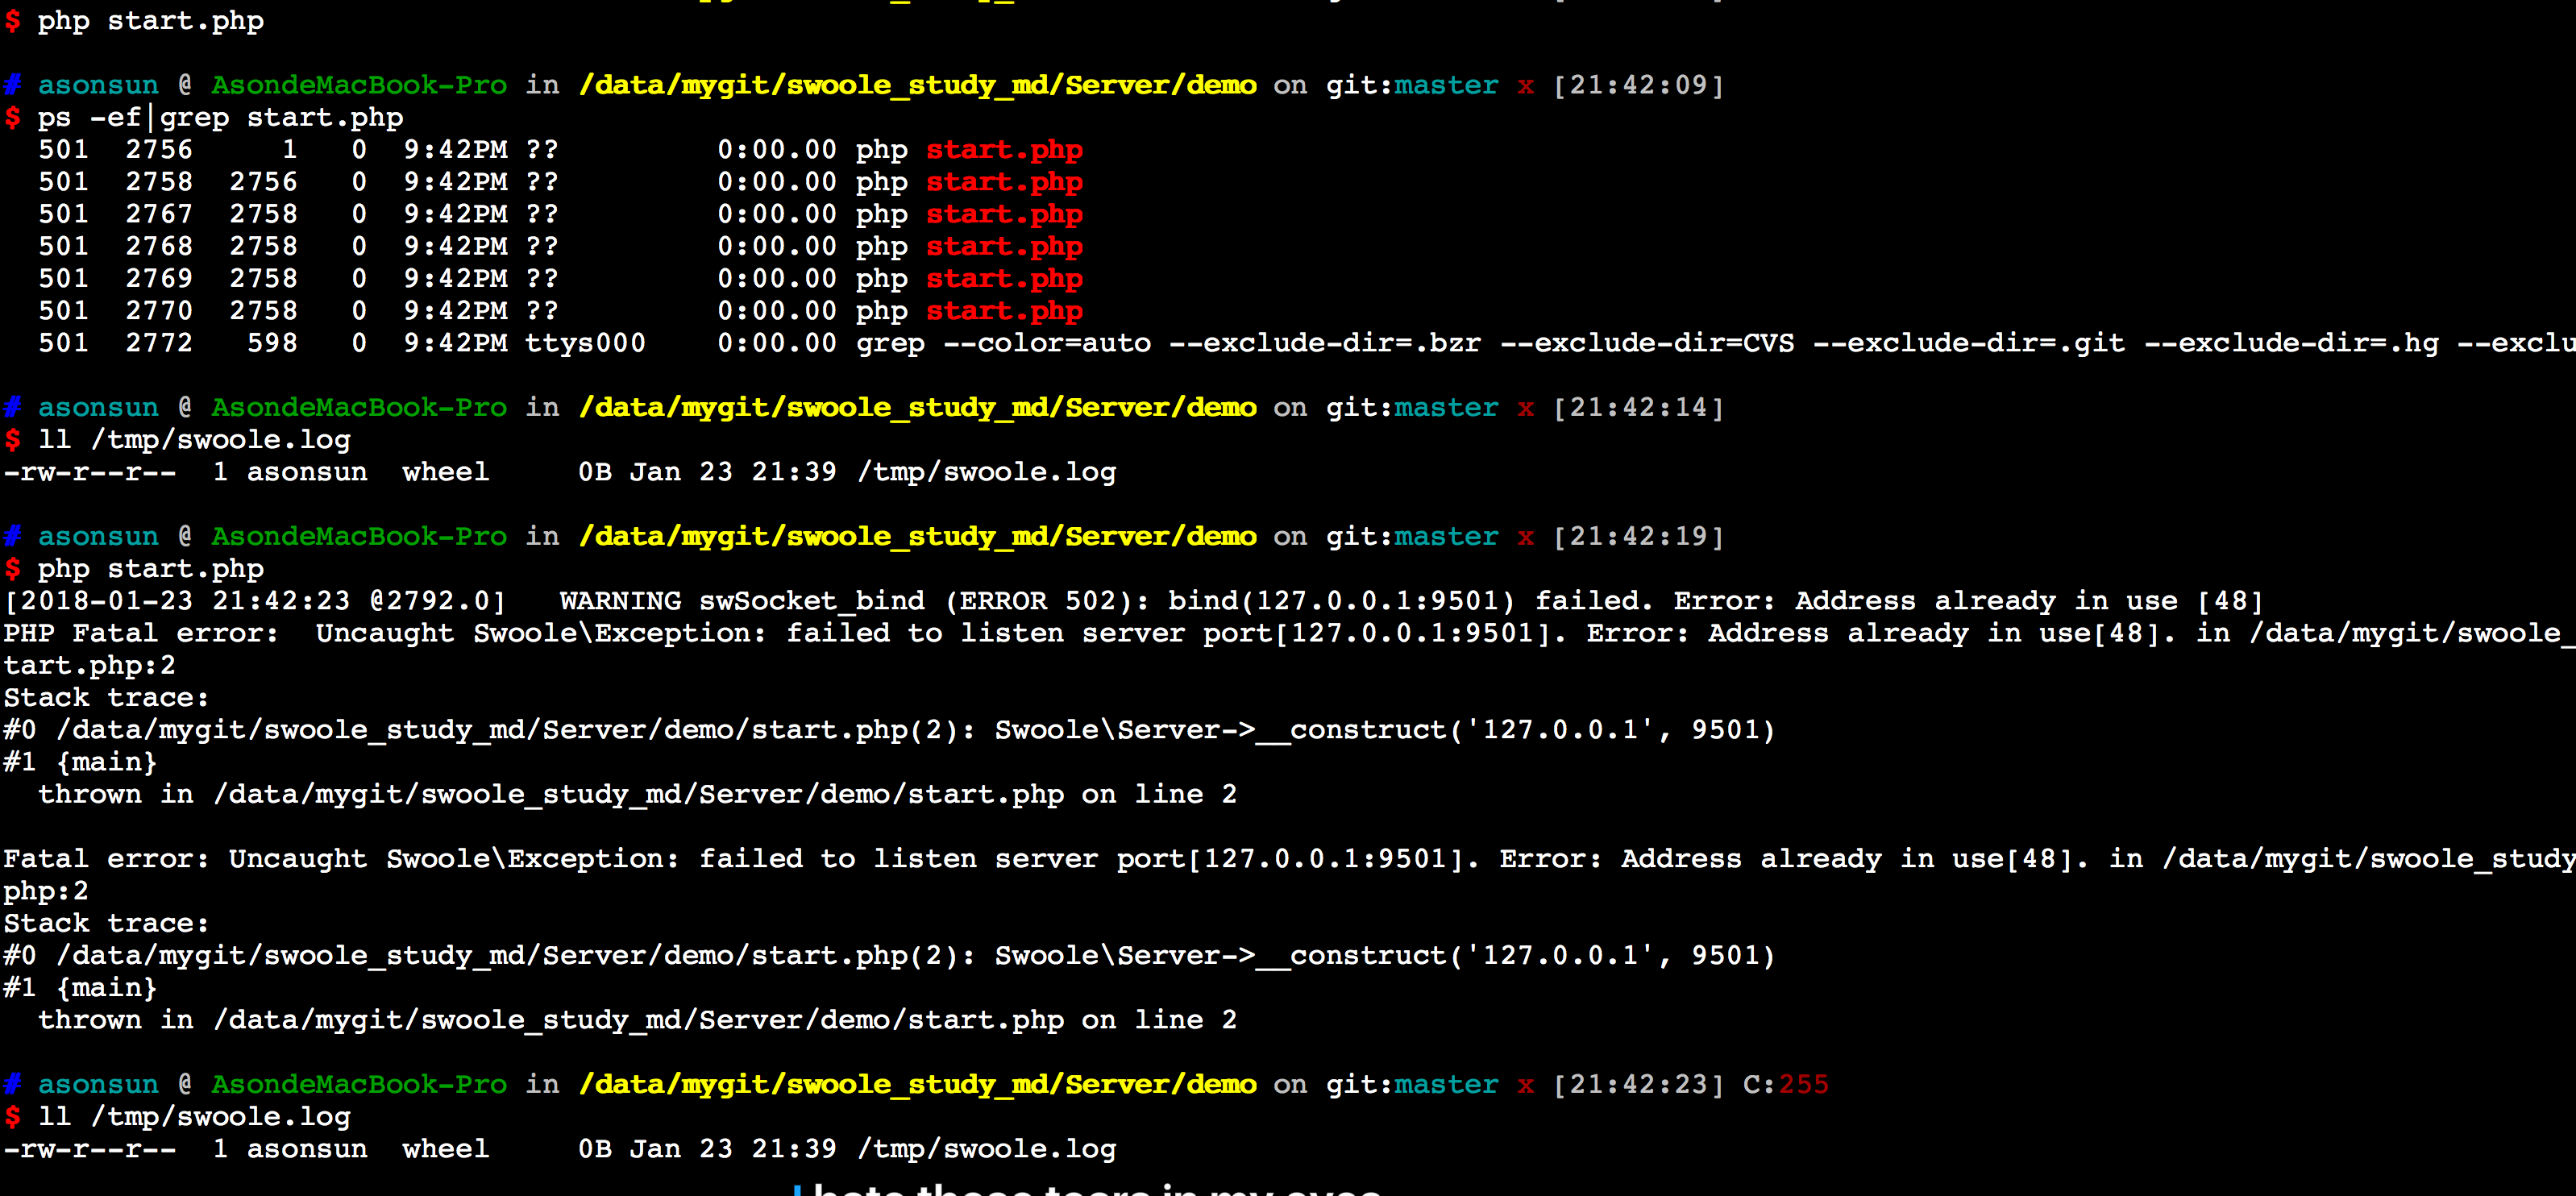 $ php start.php
# asonsun @ AsondeMacBook-Pro in /data/mygit/swoole_study_md/Server/demo on git:master x [21:42:09]
$ ps -ef|grep start.php
501 2756 1 0 9:42PM ?? 0:00.00 php start.php
501 2758 2756 0 9:42PM ?? 0:00.00 php start.php
501 2767 2758 0 9:42PM ?? 0:00.00 php start.php
501 2768 2758 0 9:42PM ?? 0:00.00 php start.php
501 2769 2758 0 9:42PM ?? 0:00.00 php start.php
501 2770 2758 0 9:42PM ?? 0:00.00 php start.php
501 2772 598 0 9:42PM ttys000 0:00.00 grep --color=auto --exclude-dir=.bzr --exclude-dir=CVS --exclude-dir=.git --exclude-dir=.hg --exclu
# asonsun @ AsondeMacBook-Pro in /data/mygit/swoole_study_md/Server/demo on git:master x [21:42:14]
$ ll /tmp/swoole.log
-rw-r--r-- 1 asonsun wheel 0B Jan 23 21:39 /tmp/swoole.log
# asonsun @ AsondeMacBook-Pro in /data/mygit/swoole_study_md/Server/demo on git:master x [21:42:19]
$ php start.php
[2018-01-23 21:42:23 @2792.0] WARNING swSocket_bind (ERROR 502): bind(127.0.0.1:9501) failed. Error: Address already in use [48]
PHP Fatal error: Uncaught Swoole\Exception: failed to listen server port[127.0.0.1:9501]. Error: Address already in use[48]. in /data/mygit/swoole_
tart.php:2
Stack trace:
#0 /data/mygit/swoole_study_md/Server/demo/start.php(2): Swoole\Server->__construct('127.0.0.1', 9501)
#1 {main}
thrown in /data/mygit/swoole_study_md/Server/demo/start.php on line 2
Fatal error: Uncaught Swoole\Exception: failed to listen server port[127.0.0.1:9501]. Error: Address already in use[48]. in /data/mygit/swoole_study
php:2
Stack trace:
#0 /data/mygit/swoole_study_md/Server/demo/start.php(2): Swoole\Server->__construct('127.0.0.1', 9501)
#1 {main}
thrown in /data/mygit/swoole_study_md/Server/demo/start.php on line 2
# asonsun @ AsondeMacBook-Pro in /data/mygit/swoole_study_md/Server/demo on git:master x [21:42:23] C:255
$ ll /tmp/swoole.log
-rw-r--r-- 1 asonsun wheel 0B Jan 23 21:39 /tmp/swoole.log